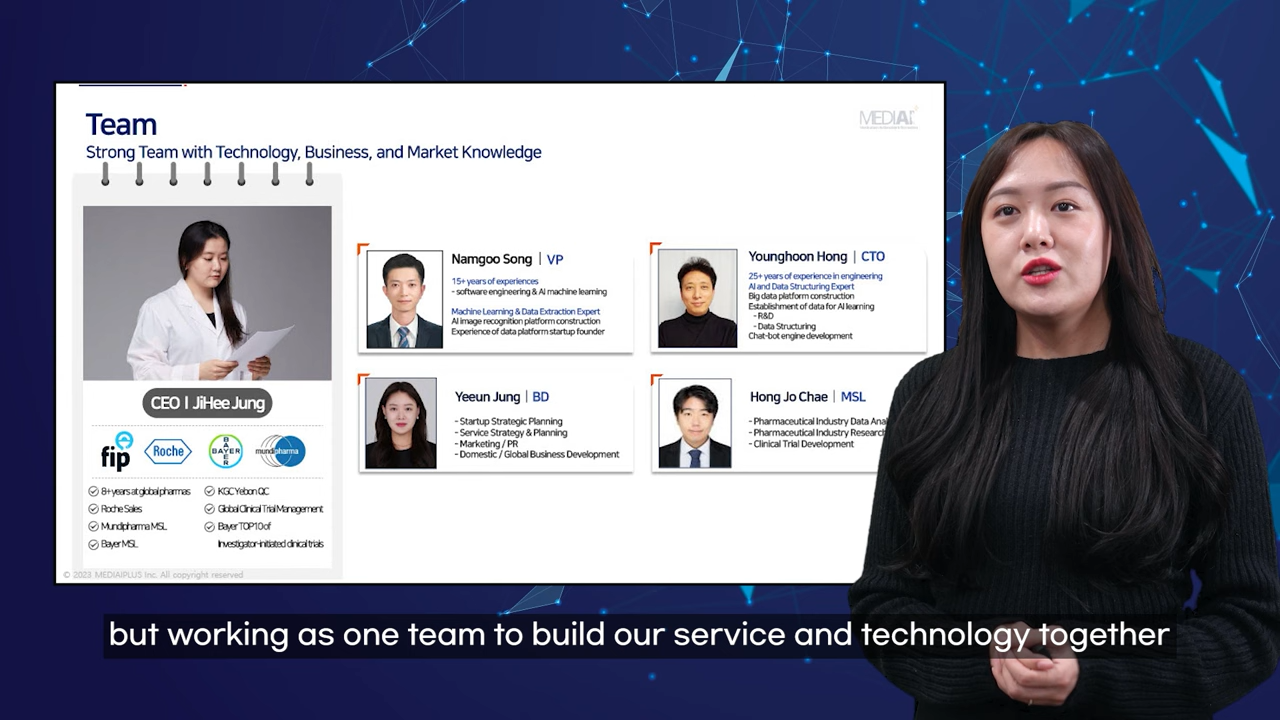 Team
MEDIAI
Strong Team with Technology, Business, and Market Knowledge
CEO | JiHee Jung
fip
Roche
BAYER
BAYER
mundipharma
8+years at global pharmas
Roche Sales
Mundipharma MSL
Bayer MSL
KGC Yebon QC
Global Clinical Trial Management
Bayer TOP10 of
Investigator-initiated clinical trials
Namgoo Song | VP
15+ years of experiences
- software engineering & AI machine learning
Machine Learning & Data Extraction Expert
AI image recognition platform construction
Experience of data platform startup founder
Younghoon Hong | CTO
25+ years of experience in engineering
AI and Data Structuring Expert
Big data platform construction
Establishment of data for AI learning
- R&D
- Data Structuring
Chat-bot engine development
Yeeun Jung | BD
- Startup Strategic Planning
- Service Strategy & Planning
- Marketing / PR
- Domestic / Global Business Development
Hong Jo Chae | MSL
- Pharmaceutical Industry Data Ana
- Pharmaceutical Industry Research
- Clinical Trial Development
© 2023 MEDIAIPLUS Inc. All copyright reserved
but working as one team to build our service and technology together